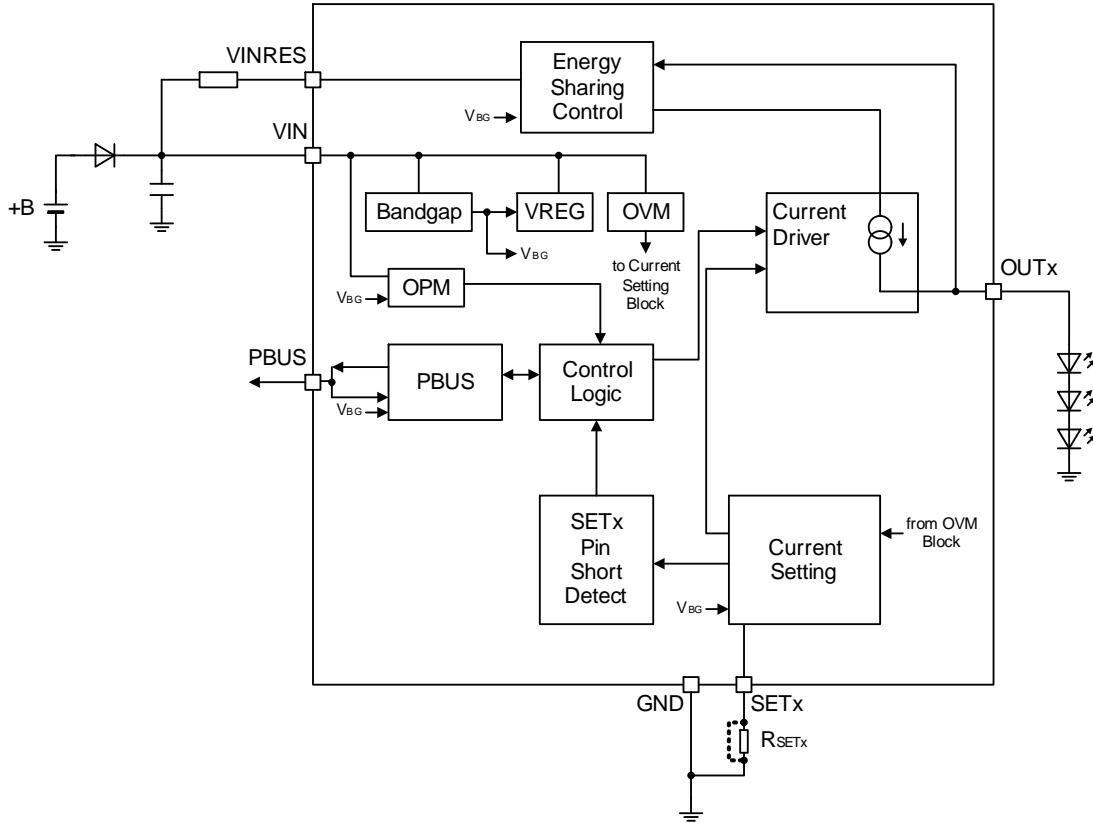 VINRES
Energy
Sharing
Control
VBG
VIN
+B
Bandgap
VREG
OVM
VBG
to Current
Setting
Block
Current
Driver
OUTx
VBG
OPM
PBUS
PBUS
VBG
Control
Logic
SETx
Pin
Short
Detect
Current
Setting
from OVM
Block
VBG
GND
SETx
RSETx